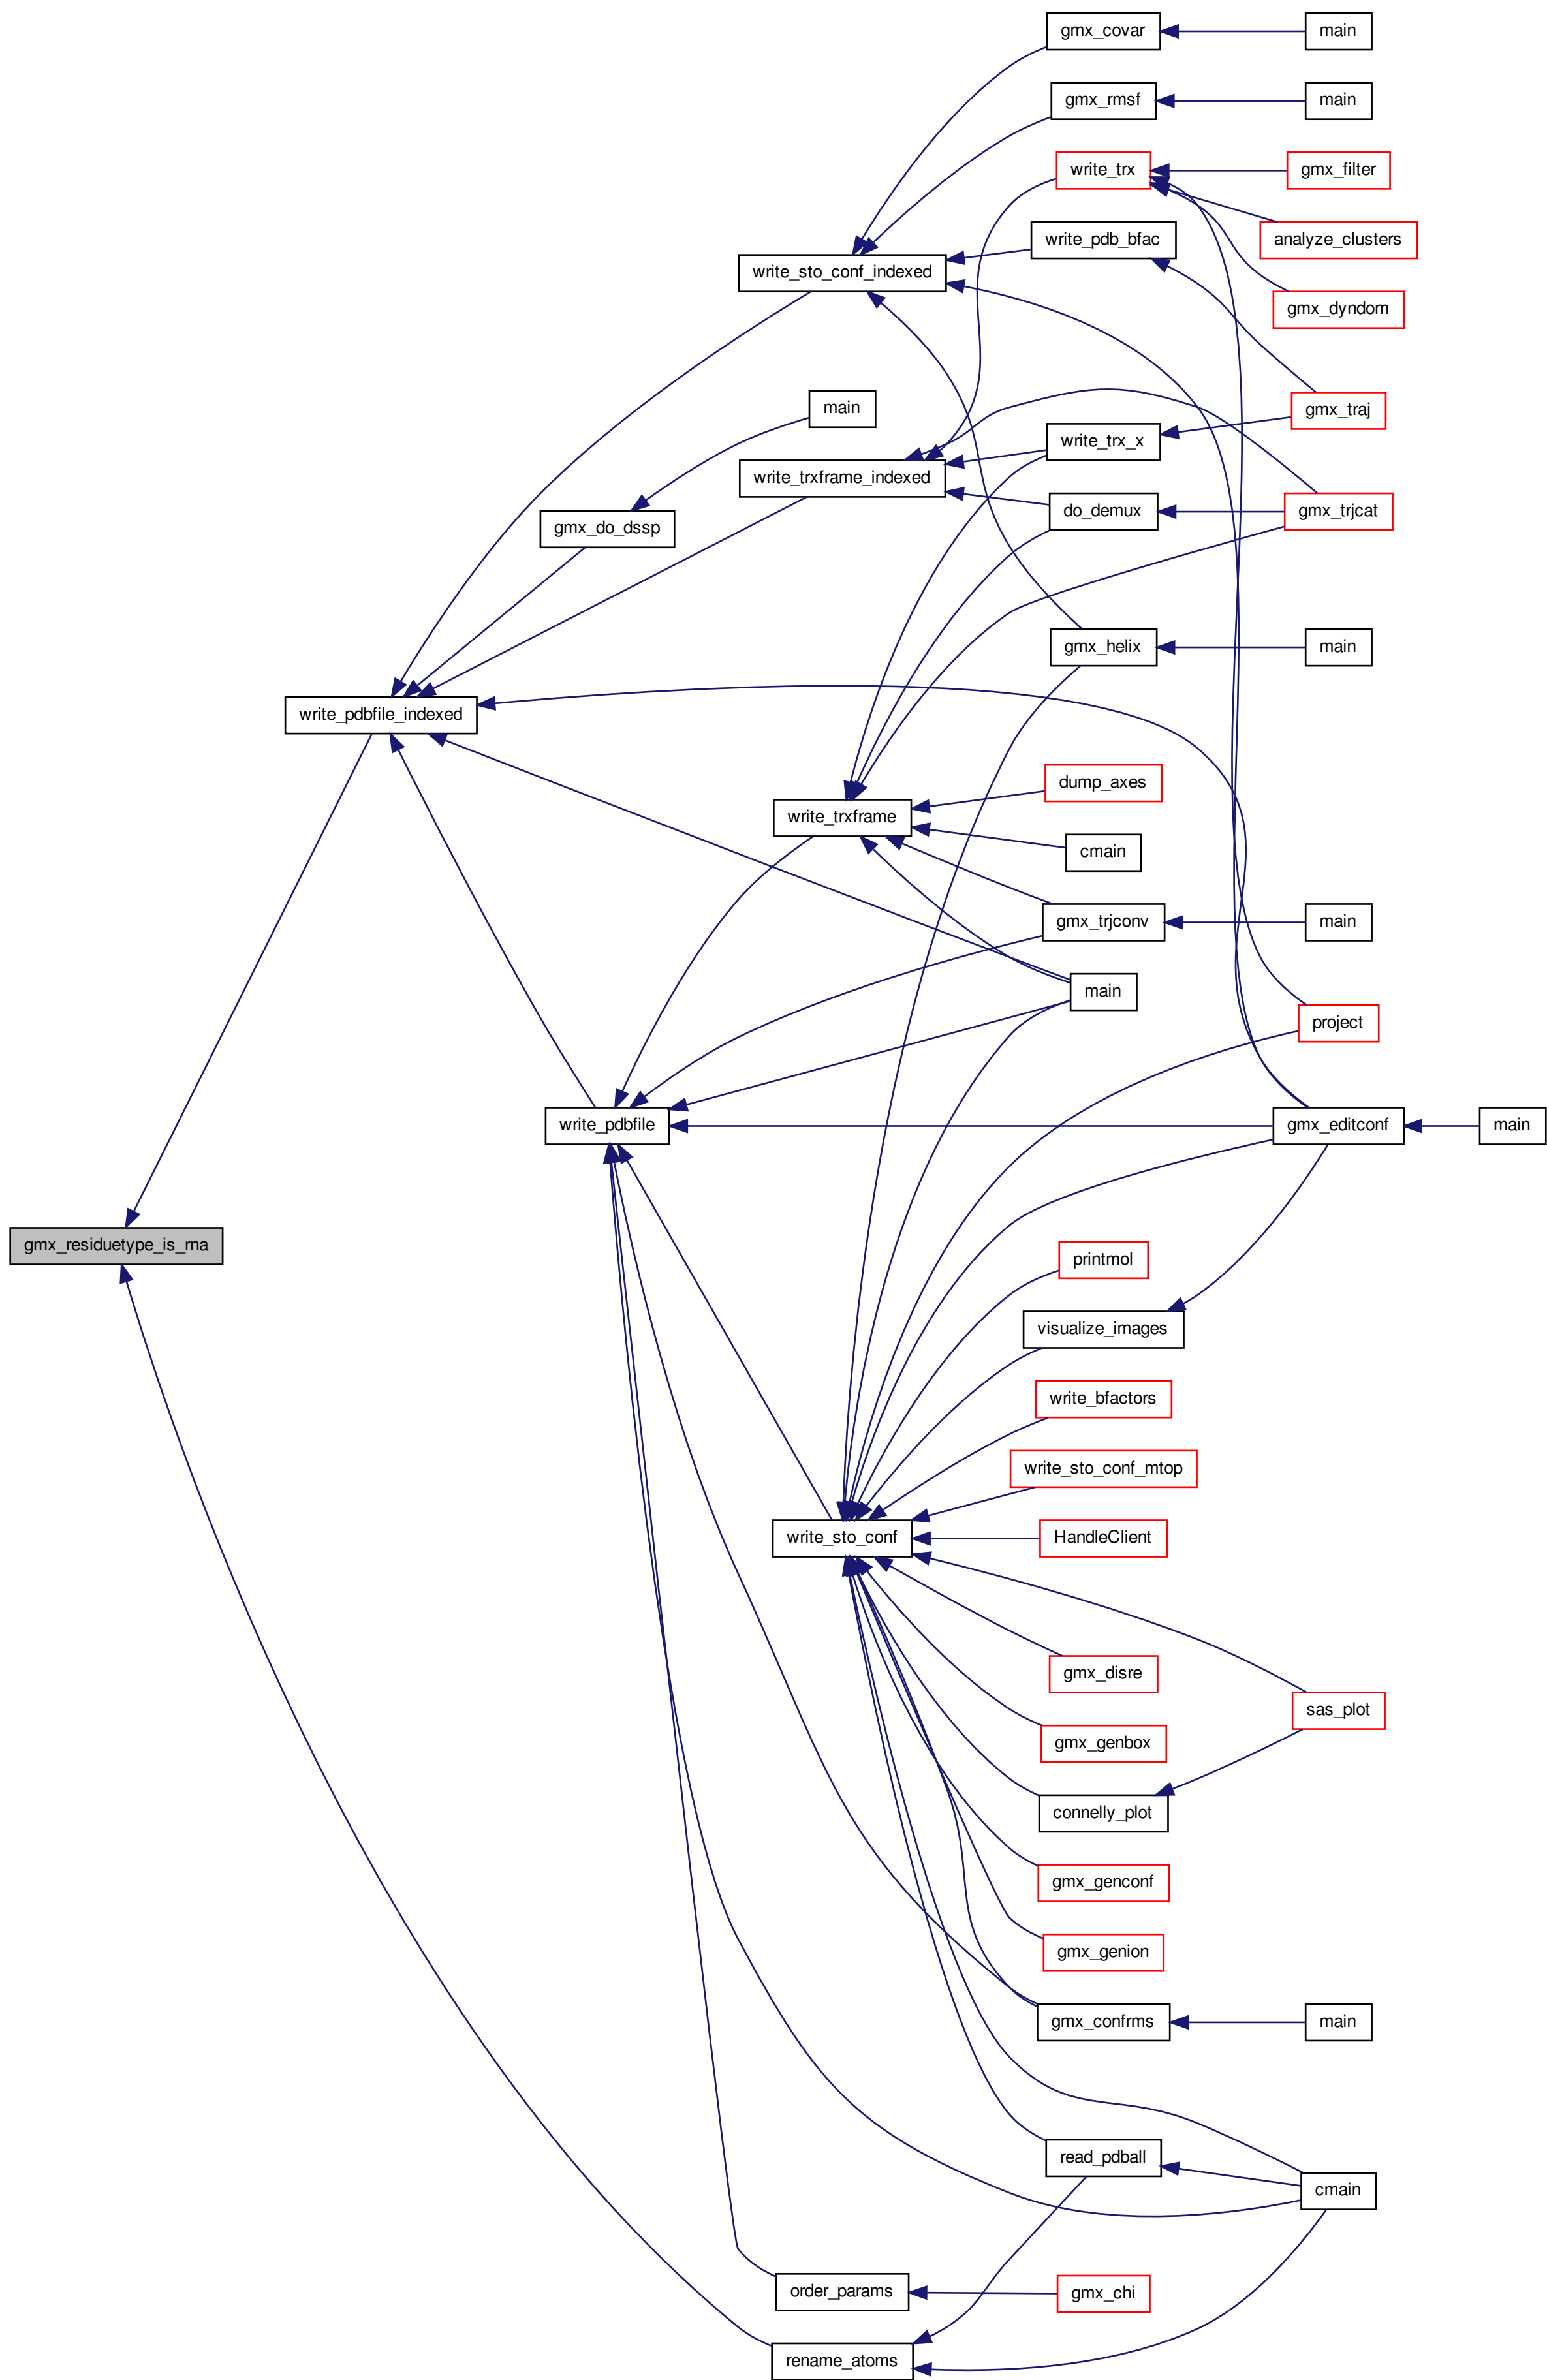 gmx_covar
main
gmx_rmsf
main
write_trx
gmx_filter
write_pdb_bfac
analyze_clusters
write_sto_conf_indexed
gmx_dyndom
main
gmx_traj
write_trx_x
write_trxframe_indexed
gmx_do_dssp
do_demux
gmx_trjcat
gmx_helix
main
write_pdbfile_indexed
dump_axes
write_trxframe
cmain
gmx_trjconv
main
main
project
write_pdbfile
gmx_editconf
main
gmx_residuetype_is_rna
printmol
visualize_images
write_bfactors
write_sto_conf_mtop
write_sto_conf
HandleClient
gmx_disre
sas_plot
gmx_genbox
connelly_plot
gmx_genconf
gmx_genion
gmx_confrms
main
read_pdball
cmain
order_params
gmx_chi
rename_atoms